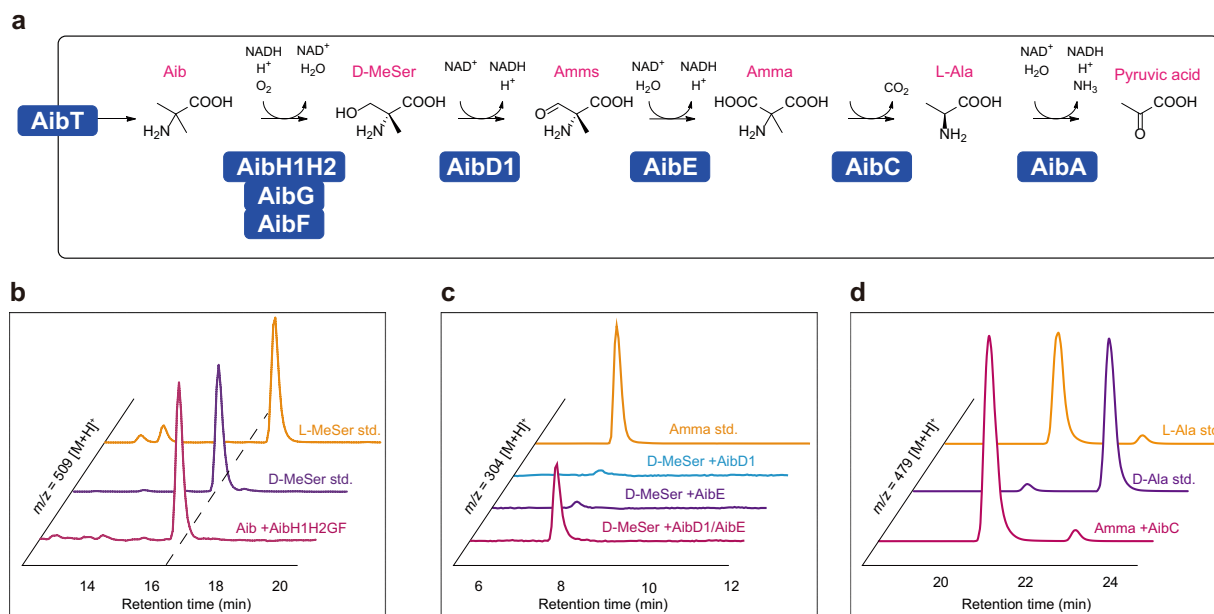 a
AibT
Aib
COOH
H₂N
NADH
H⁺
O₂
NAD⁺
H₂O
AibH1H2
AibG
AibF
D-MeSer
HO
COOH
H₂N
NAD⁺
NADH
H⁺
AibD1
Amms
O
COOH
H₂N
NAD⁺
H₂O
NADH
H⁺
AibE
Amma
HOOC
COOH
H₂N
CO₂
AibC
L-Ala
COOH
NH₂
NAD⁺
H₂O
NADH
H⁺
NH₃
AibA
Pyruvic acid
COOH
O
b
m/z = 509 [M+H]⁺
L-MeSer std.
D-MeSer std.
Aib +AibH1H2GF
14 16 18 20
Retention time (min)
c
m/z = 304 [M+H]⁺
Amma std.
D-MeSer +AibD1
D-MeSer +AibE
D-MeSer +AibD1/AibE
6 8 10 12
Retention time (min)
d
m/z = 479 [M+H]⁺
L-Ala std.
D-Ala std.
Amma +AibC
20 22 24
Retention time (min)